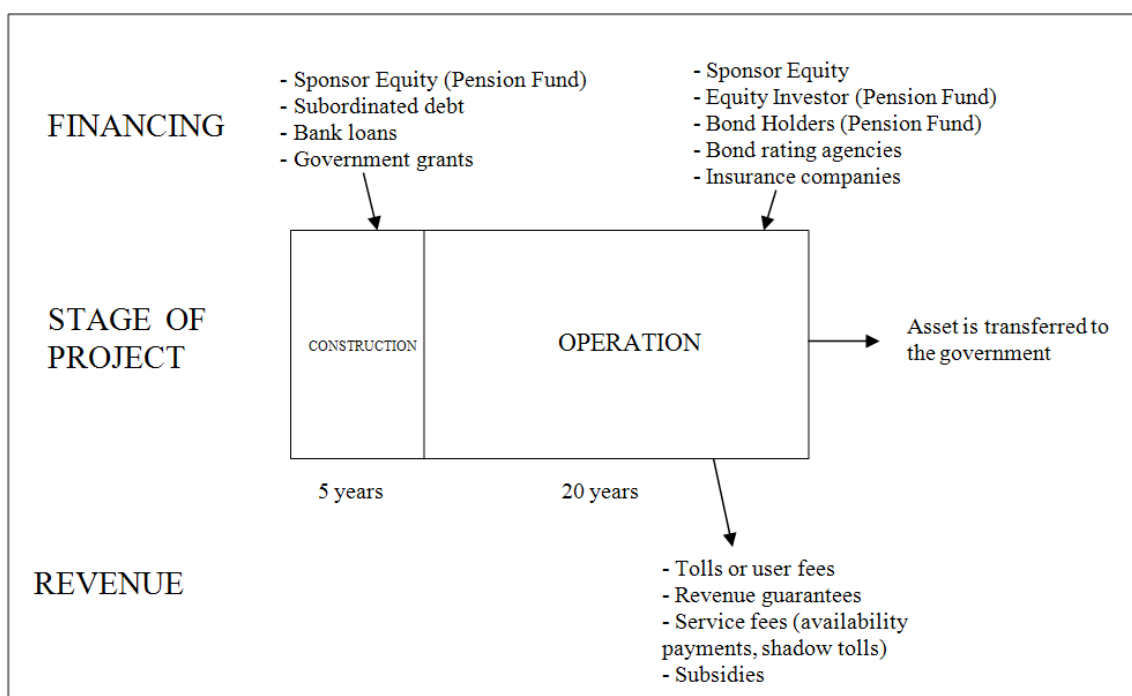 FINANCING
- Sponsor Equity (Pension Fund)
- Subordinated debt
- Bank loans
- Government grants
- Sponsor Equity
- Equity Investor (Pension Fund)
- Bond Holders (Pension Fund)
- Bond rating agencies
- Insurance companies
STAGE OF
PROJECT
CONSTRUCTION
OPERATION
Asset is transferred to
the government
5 years
20 years
REVENUE
- Tolls or user fees
- Revenue guarantees
- Service fees (availability
payments, shadow tolls)
- Subsidies